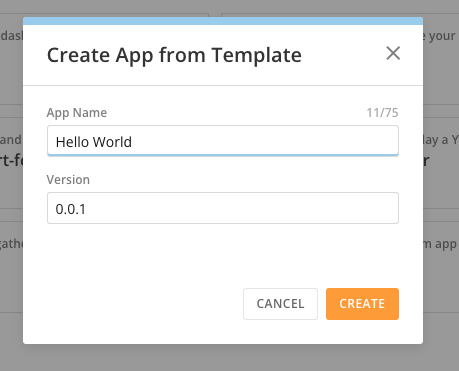 dash
e your
Create App from Template
App Name
11/75
Hello World
and
lay a Y
rt-fo
r
Version
0.0.1
gathe
m app
CANCEL
CREATE